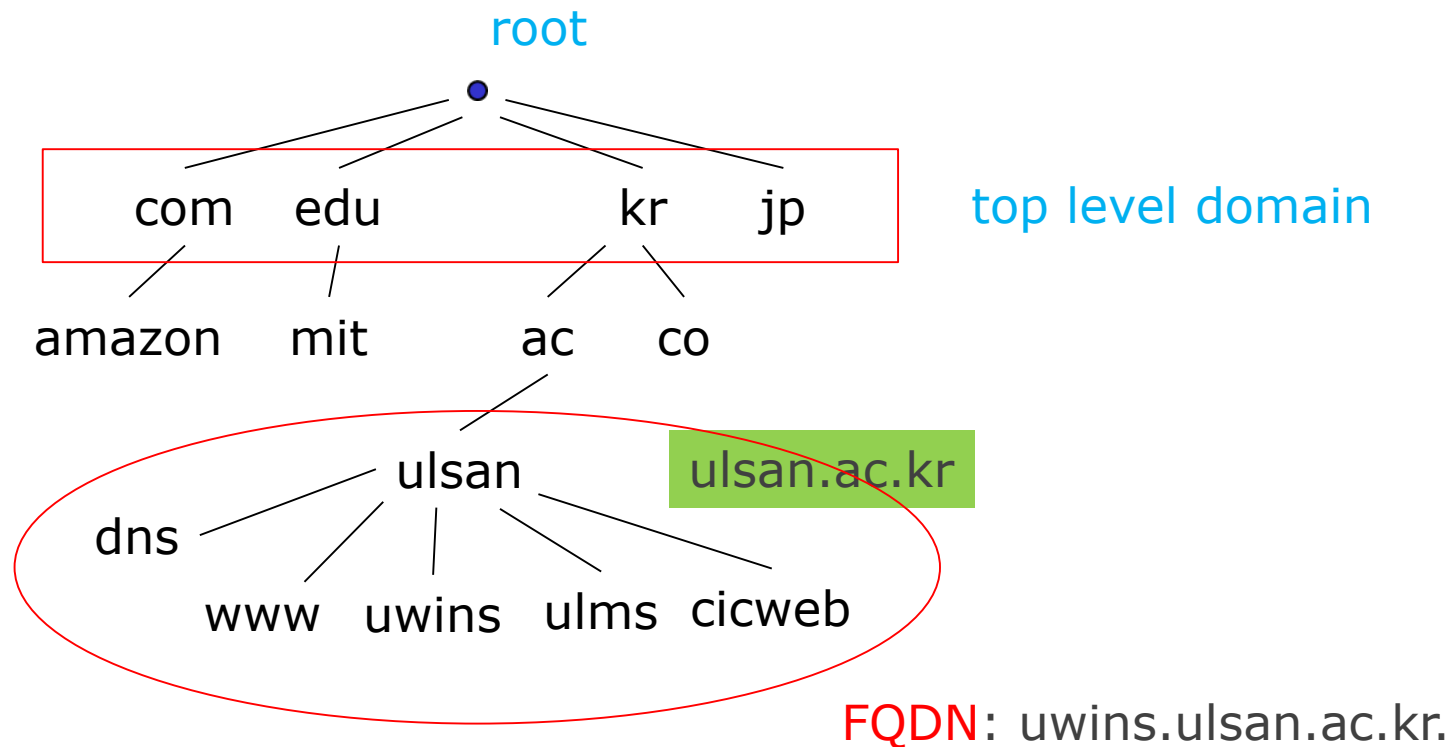 root
com edu kr jp top level domain
amazon mit ac co
ulsan ulsan.ac.kr
dns
www uwins ulms cicweb
FQDN: uwins.ulsan.ac.kr.